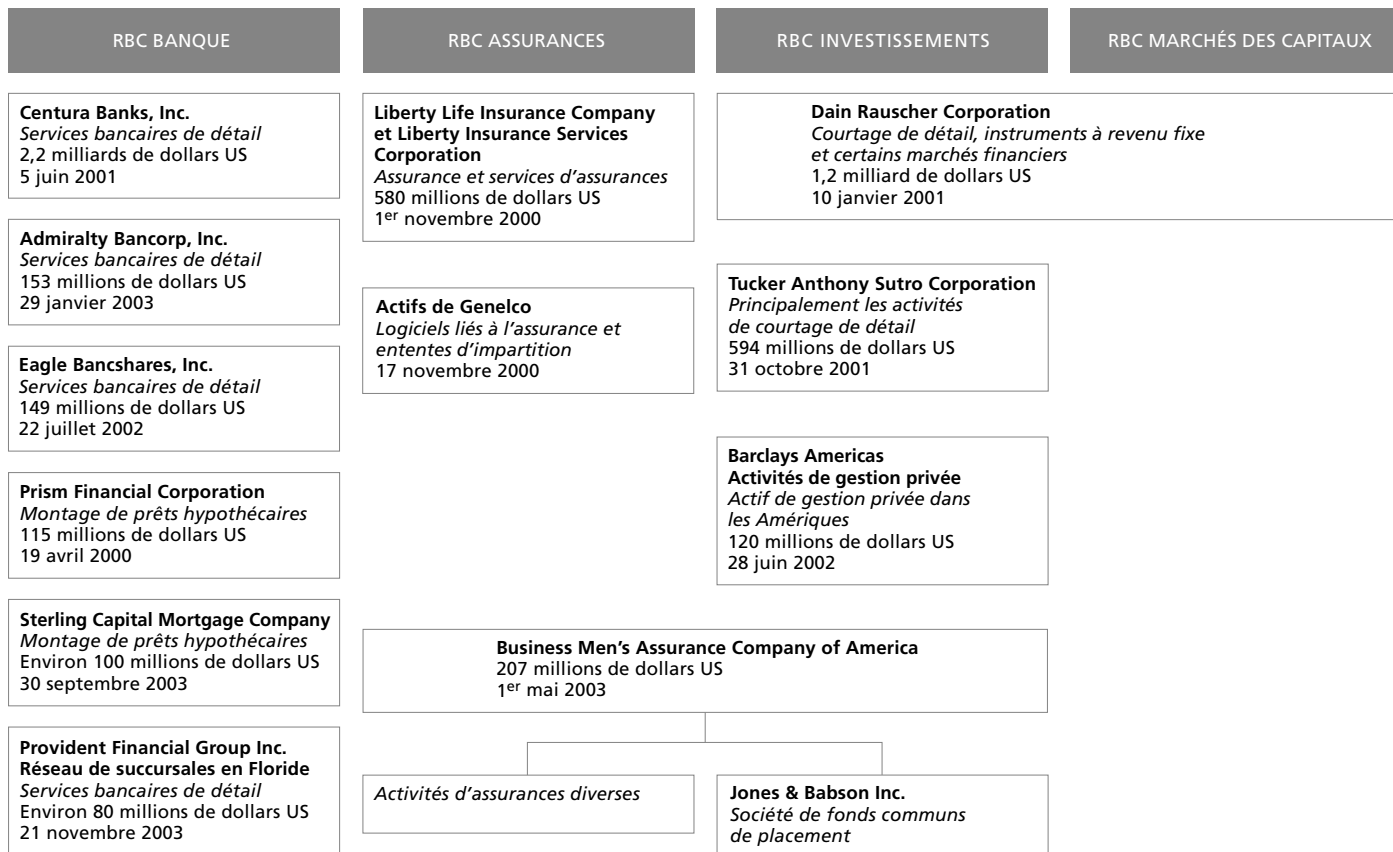 RBC BANQUE
Centura Banks, Inc.
Services bancaires de détail
2,2 milliards de dollars US
5 juin 2001
Admiralty Bancorp, Inc.
Services bancaires de détail
153 millions de dollars US
29 janvier 2003
Eagle Bancshares, Inc.
Services bancaires de détail
149 millions de dollars US
22 juillet 2002
Prism Financial Corporation
Montage de prêts hypothécaires
115 millions de dollars US
19 avril 2000
Sterling Capital Mortgage Company
Montage de prêts hypothécaires
Environ 100 millions de dollars US
30 septembre 2003
Provident Financial Group Inc.
Réseau de succursales en Floride
Services bancaires de détail
Environ 80 millions de dollars US
21 novembre 2003
RBC ASSURANCES
Liberty Life Insurance Company
et Liberty Insurance Services
Corporation
Assurance et services d'assurances
580 millions de dollars US
1er novembre 2000
Actifs de Genelco
Logiciels liés à l'assurance et
ententes d'impartition
17 novembre 2000
RBC INVESTISSEMENTS
RBC MARCHÉS DES CAPITAUX
Dain Rauscher Corporation
Courtage de détail, instruments à revenu fixe
et certains marchés financiers
1,2 milliard de dollars US
10 janvier 2001
Tucker Anthony Sutro Corporation
Principalement les activités
de courtage de détail
594 millions de dollars US
31 octobre 2001
Barclays Americas
Activités de gestion privée
Actif de gestion privée dans
les Amériques
120 millions de dollars US
28 juin 2002
Business Men's Assurance Company of America
207 millions de dollars US
1er mai 2003
Activités d'assurances diverses
Jones & Babson Inc.
Société de fonds communs
de placement